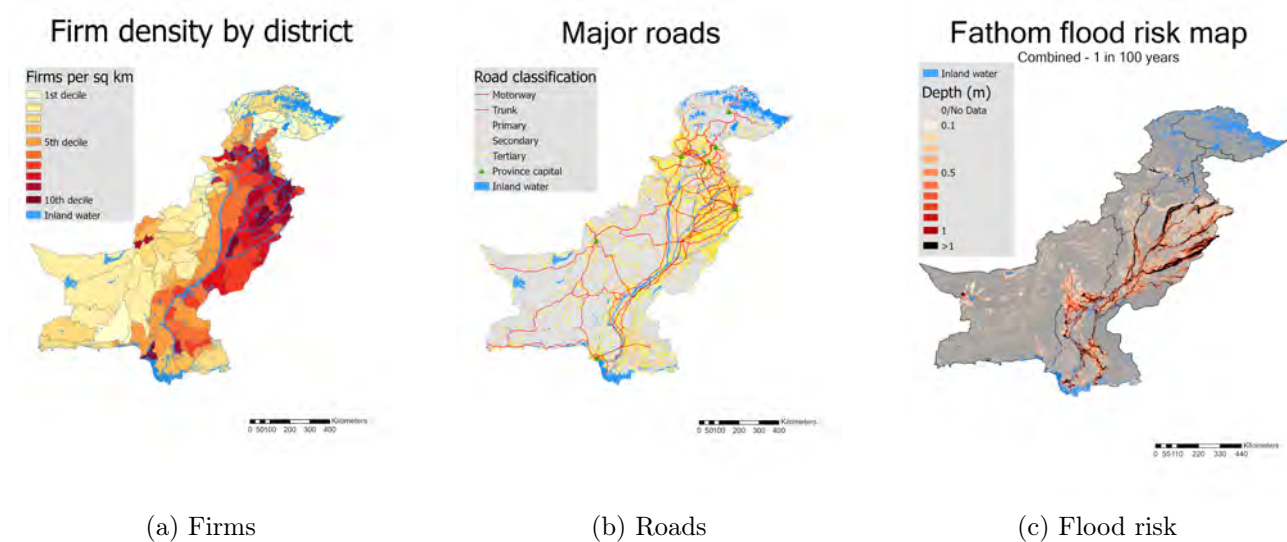 Firm density by district
Firms per sq km
1st decile
5th decile
10th decile
Inland water
Kilometers
0 50100 200 300 400
(a) Firms
Major roads
Road classification
Motorway
Trunk
Primary
Secondary
Tertiary
Province capital
Inland water
Kilometers
0 50100 200 300 400
(b) Roads
Fathom flood risk map
Combined - 1 in 100 years
Inland water
Depth (m)
0/No Data
0.1
0.5
1
>1
Kilometers
0 55110 220 330 440
(c) Flood risk